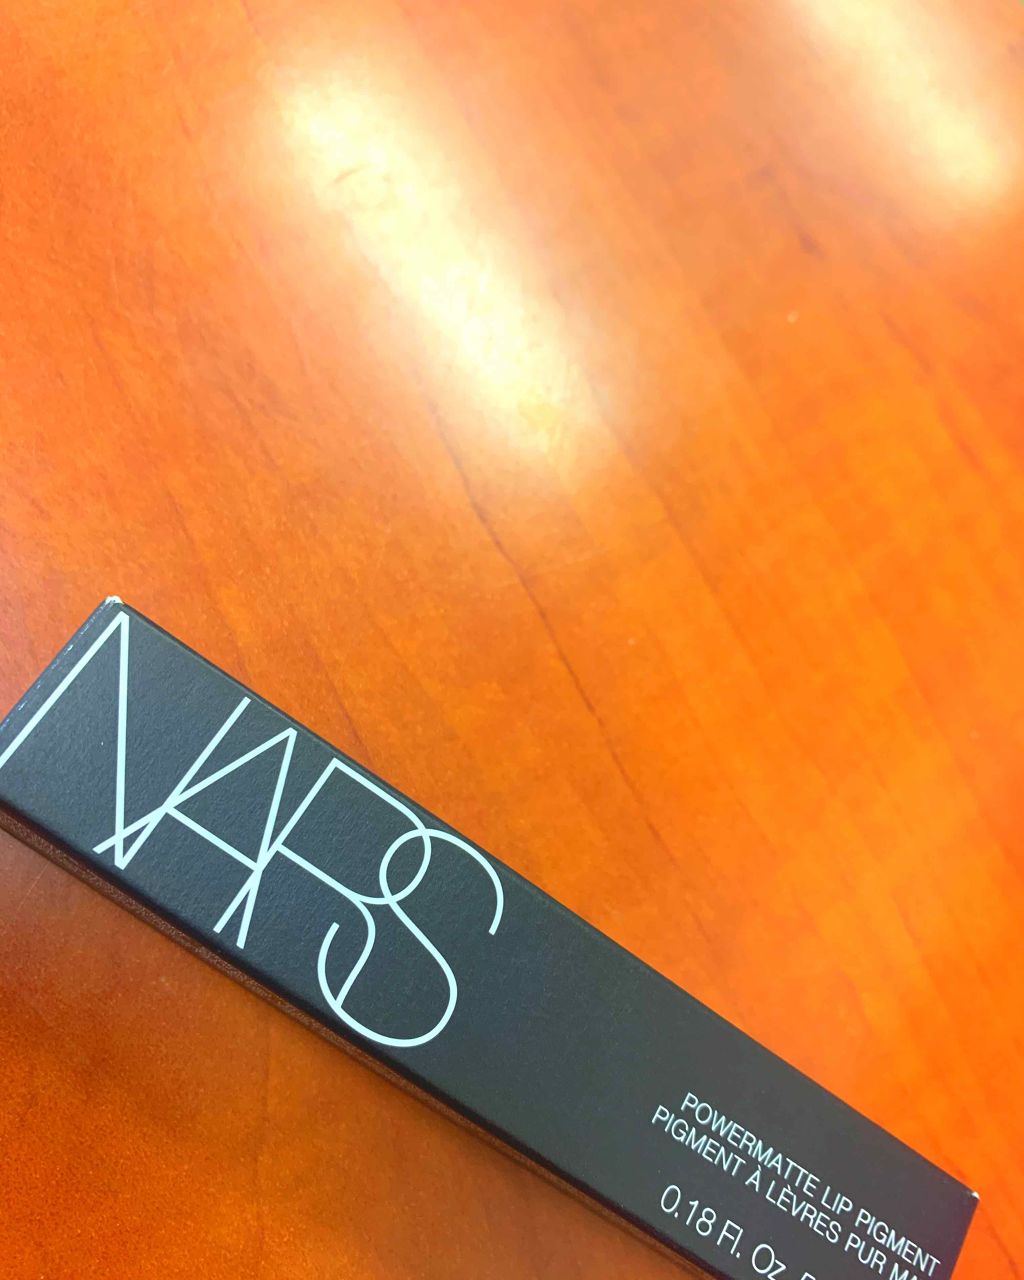 NARS
POWERMATTE LIP PIGMENT
PIGMENT À LÈVRES PUR
0.18 Fl. Oz.